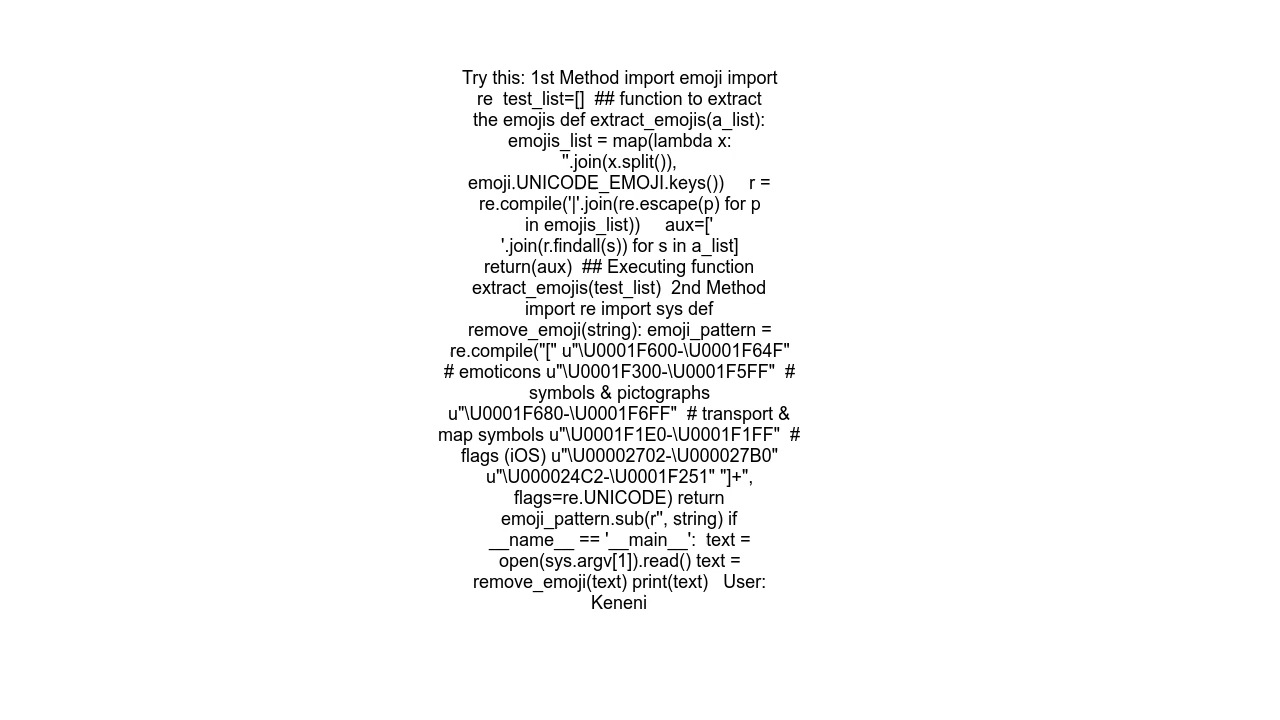 Try this: 1st Method import emoji import
re  test_list=[]  ## function to extract
the emojis def extract_emojis(a_list):
emojis_list = map(lambda x:
''.join(x.split()),
emoji.UNICODE_EMOJI.keys())     r =
re.compile('|'.join(re.escape(p) for p
in emojis_list))     aux=['
'.join(r.findall(s)) for s in a_list]
return(aux)  ## Executing function
extract_emojis(test_list)  2nd Method
import re import sys def
remove_emoji(string): emoji_pattern =
re.compile("[" u"\U0001F600-\U0001F64F"
# emoticons u"\U0001F300-\U0001F5FF"  #
symbols & pictographs
u"\U0001F680-\U0001F6FF"  # transport &
map symbols u"\U0001F1E0-\U0001F1FF"  #
flags (iOS) u"\U00002702-\U000027B0"
u"\U000024C2-\U0001F251" "]+",
flags=re.UNICODE) return
emoji_pattern.sub(r'', string) if
__name__ == '__main__':  text =
open(sys.argv[1]).read() text =
remove_emoji(text) print(text)   User:
Keneni